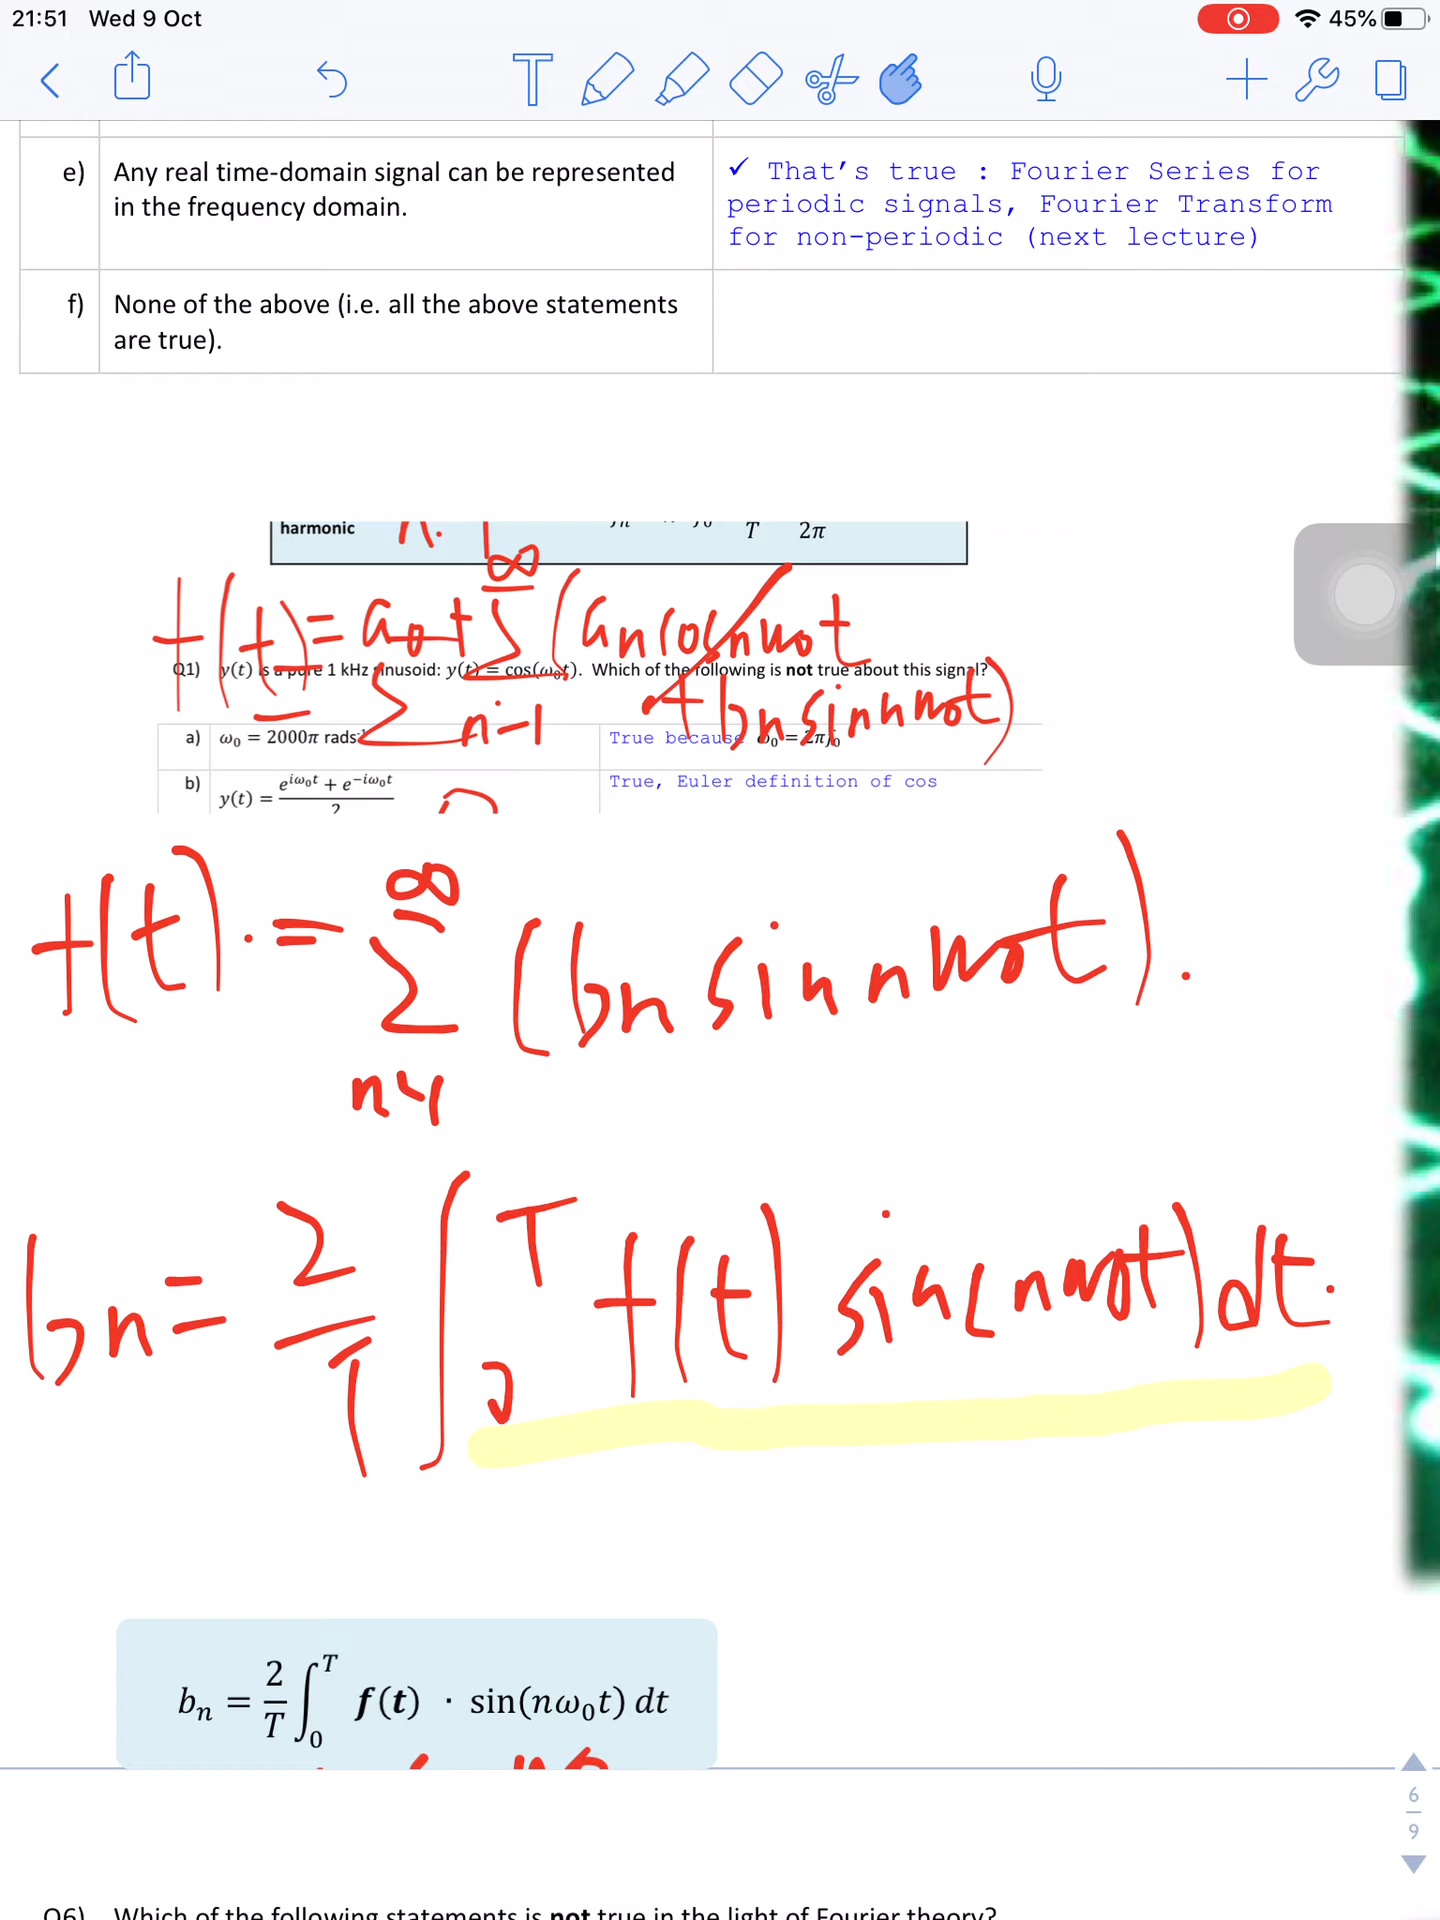 21:51 Wed 9 Oct 45%
e) Any real time-domain signal can be represented in the frequency domain.
✓ That's true : Fourier Series for periodic signals, Fourier Transform for non-periodic (next lecture)
f) None of the above (i.e. all the above statements are true).
harmonic T 2π
f(t) = a0 + Σ ∞ (an cos nω0t
Q1) y(t) is a pure 1 kHz sinusoid: y(t) = cos(ω₀t). Which of the following is not true about this signal?
Σ n=1 + bn sin nω0t)
a) ω₀ = 2000π rads⁻¹ True because ω₀ = 2πf₀
b) y(t) = (e^{iω₀t} + e^{−iω₀t})/2 True, Euler definition of cos
f(t). = Σ ∞ n=1 (bn sin nω0t).
bn = 2/T ∫ T 0 f(t) sin(nω0t)dt.
bₙ = 2/T ∫₀ᵀ f(t) · sin(nω₀t) dt
6
9
Q6) Which of the following statements is not true in the light of Fourier theory?